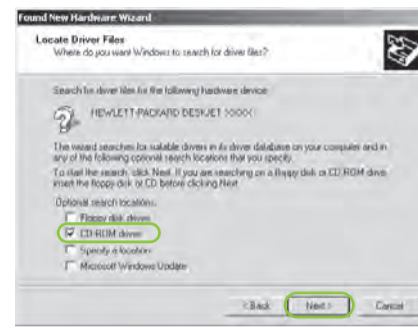 Found New Hardware Wizard
Locate Driver Files
Where do you want Windows to search for driver files?
Search for driver files for the following hardware device:
HEWLETT-PACKARD DESKJET XXXX
The wizard searches for suitable drivers in its driver database on your computer and in
any of the following optional search locations that you specify.
To start the search, click Next. If you are searching on a floppy disk or CD-ROM drive,
insert the floppy disk or CD before clicking Next.
Optional search locations:
Floppy disk drives
CD-ROM drives
Specify a location
Microsoft Windows Update
< Back
Next >
Cancel